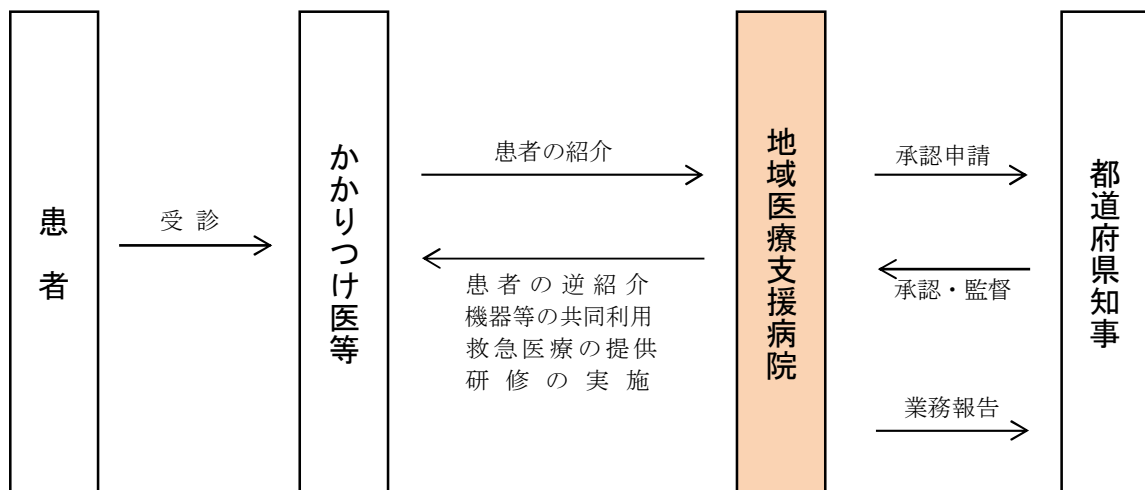 患者
受診
かかりつけ医等
患者の紹介
患者の逆紹介
機器等の共同利用
救急医療の提供
研修の実施
地域医療支援病院
承認申請
承認・監督
業務報告
都道府県知事